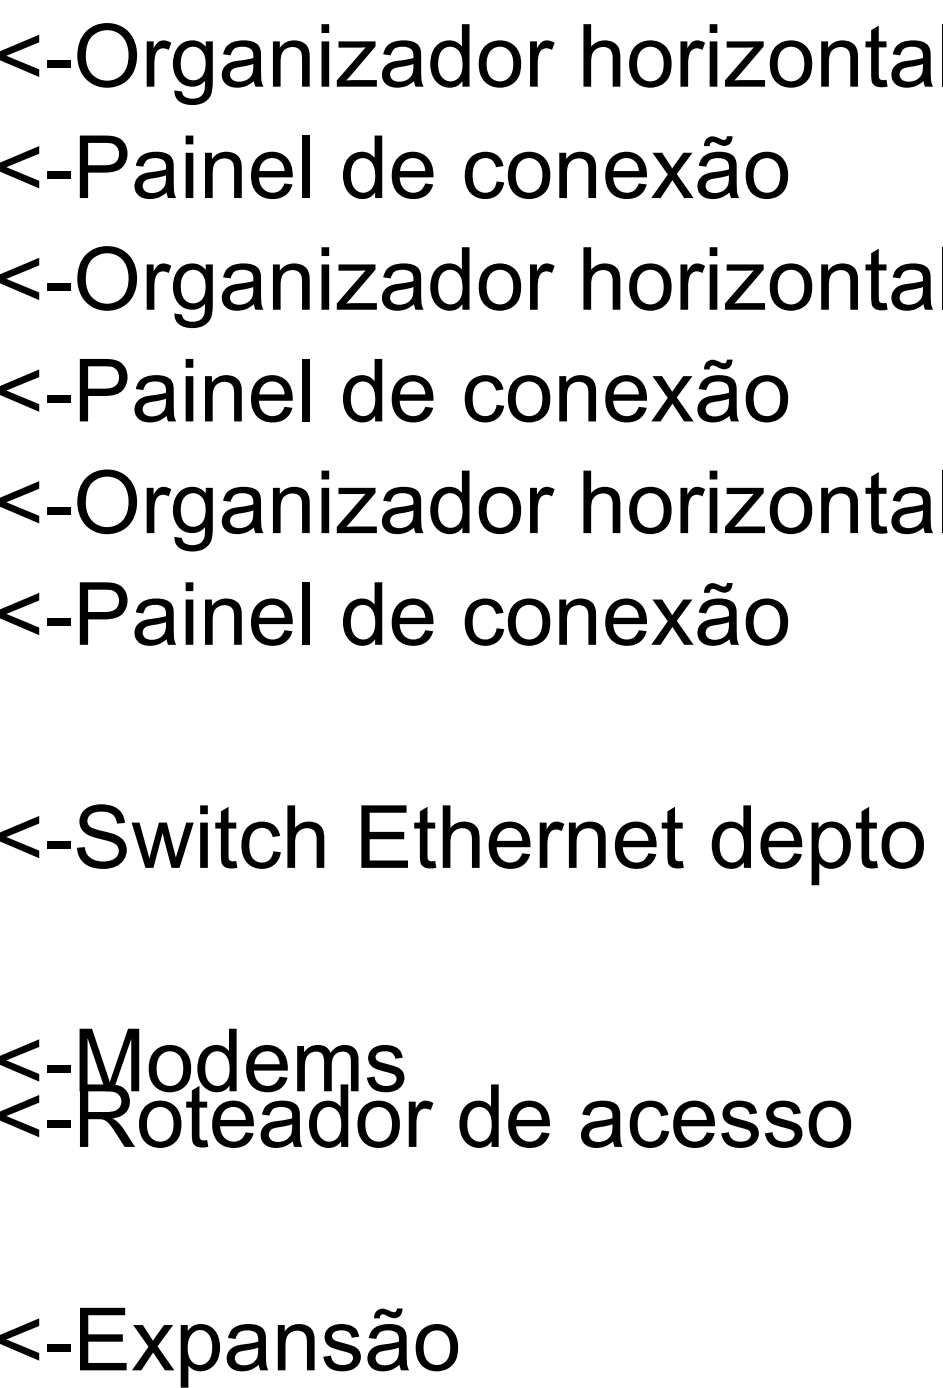 <-Organizador horizontal
<-Painel de conexão
<-Organizador horizontal
<-Painel de conexão
<-Organizador horizontal
<-Painel de conexão
<-Switch Ethernet depto
<-Modems
<-Roteador de acesso
<-Expansão